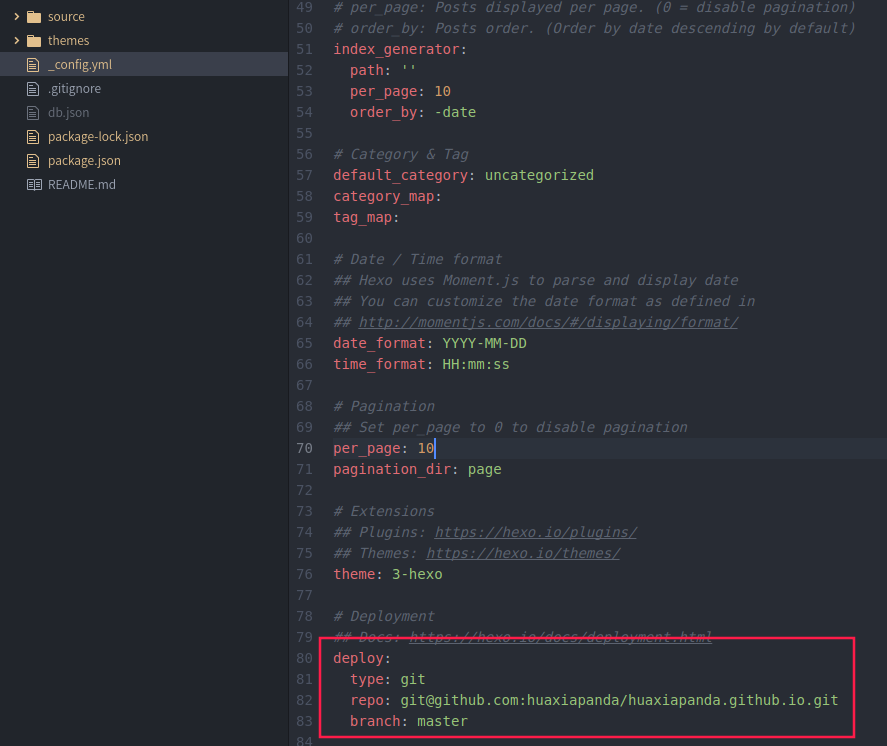 source
themes
_config.yml
.gitignore
db.json
package-lock.json
package.json
README.md
49 # per_page: Posts displayed per page. (0 = disable pagination)
50 # order_by: Posts order. (Order by date descending by default)
51 index_generator:
52   path: ''
53   per_page: 10
54   order_by: -date
55
56 # Category & Tag
57 default_category: uncategorized
58 category_map:
59 tag_map:
60
61 # Date / Time format
62 ## Hexo uses Moment.js to parse and display date
63 ## You can customize the date format as defined in
64 ## http://momentjs.com/docs/#/displaying/format/
65 date_format: YYYY-MM-DD
66 time_format: HH:mm:ss
67
68 # Pagination
69 ## Set per_page to 0 to disable pagination
70 per_page: 10
71 pagination_dir: page
72
73 # Extensions
74 ## Plugins: https://hexo.io/plugins/
75 ## Themes: https://hexo.io/themes/
76 theme: 3-hexo
77
78 # Deployment
79 ## Docs: https://hexo.io/docs/deployment.html
80 deploy:
81   type: git
82   repo: git@github.com:huaxiapanda/huaxiapanda.github.io.git
83   branch: master
84